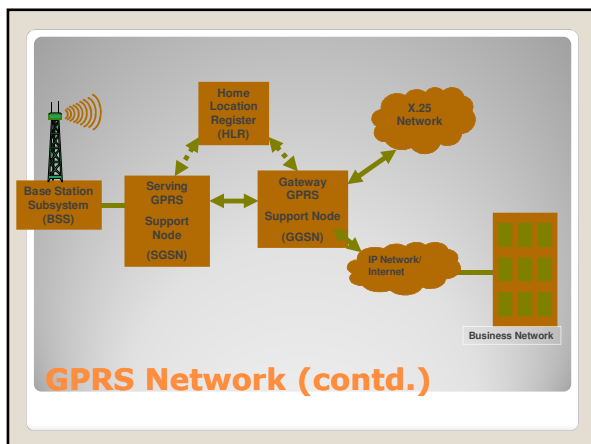 Home
Location
Register
(HLR)
X.25
Network
Base Station
Subsystem
(BSS)
Serving
GPRS
Support
Node
(SGSN)
Gateway
GPRS
Support Node
(GGSN)
IP Network/
Internet
Business Network
GPRS Network (contd.)